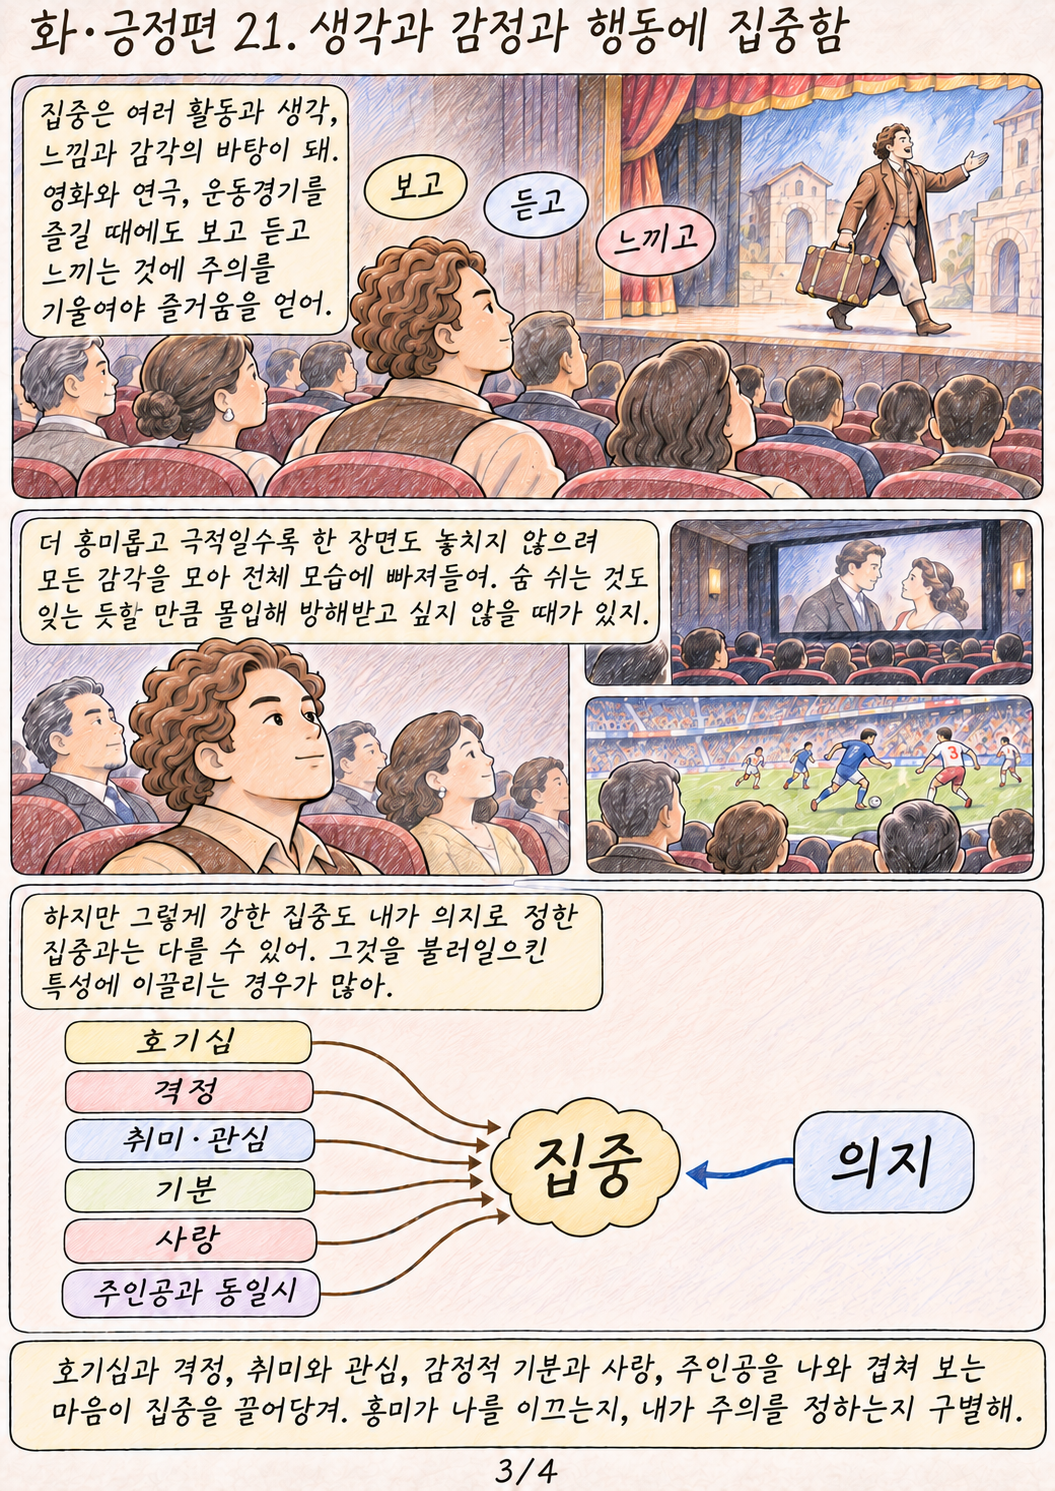 화·긍정편 21. 생각과 감정과 행동에 집중함
집중은 여러 활동과 생각,
느낌과 감각의 바탕이 돼.
영화와 연극, 운동경기를
즐길 때에도 보고 듣고
느끼는 것에 주의를
기울여야 즐거움을 얻어.
보고
듣고
느끼고
더 흥미롭고 극적일수록 한 장면도 놓치지 않으려
모든 감각을 모아 전체 모습에 빠져들여. 숨 쉬는 것도
잊는 듯할 만큼 몰입해 방해받고 싶지 않을 때가 있지.
3
하지만 그렇게 강한 집중도 내가 의지로 정한
집중과는 다를 수 있어. 그것을 불러일으킨
특성에 이끌리는 경우가 많아.
호기심
걱정
취미·관심
기분
사랑
주인공과 동일시
집중
의지
호기심과 걱정, 취미와 관심, 감정적 기분과 사랑, 주인공을 나와 겹쳐 보는
마음이 집중을 끌어당겨. 흥미가 나를 이끄는지, 내가 주의를 정하는지 구별해.
3/4